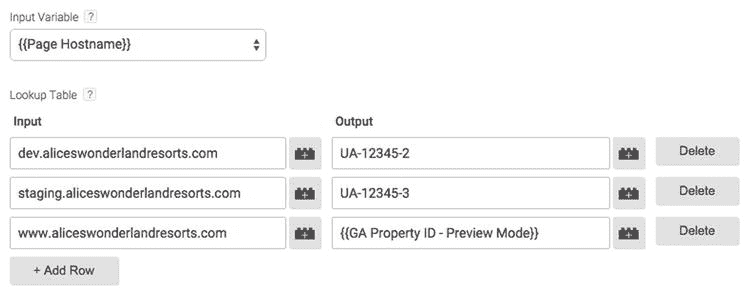 Input Variable ?
{{Page Hostname}}
Lookup Table ?
Input Output
dev.aliceswonderlandresorts.com UA-12345-2 Delete
staging.aliceswonderlandresorts.com UA-12345-3 Delete
www.aliceswonderlandresorts.com {{GA Property ID - Preview Mode}} Delete
+ Add Row